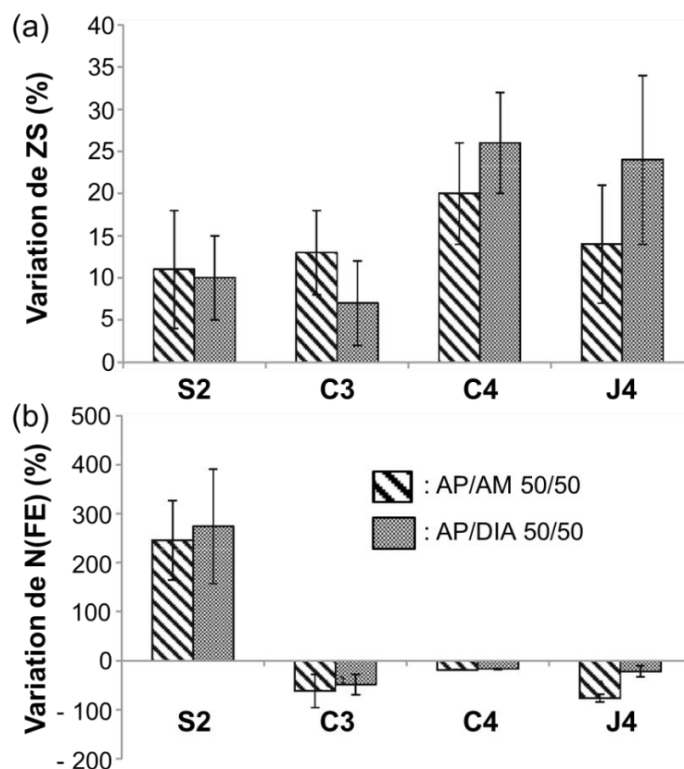 (a)
Variation de ZS (%)
40
35
30
25
20
15
10
5
0
S2 C3 C4 J4
(b)
Variation de N(FE) (%)
500
400
300
200
100
0
- 100
- 200
: AP/AM 50/50
: AP/DIA 50/50
S2 C3 C4 J4